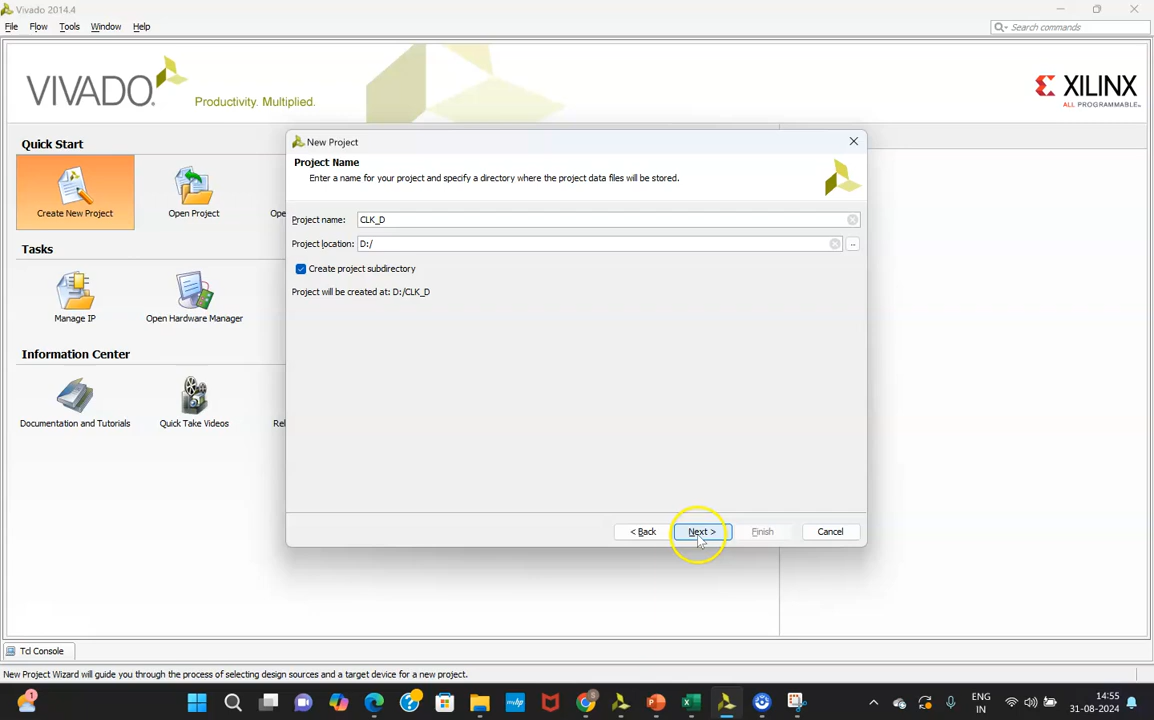 Vivado 2014.4
File Flow Tools Window Help
Search commands
VIVADO. Productivity. Multiplied.
XILINX
ALL PROGRAMMABLE
Quick Start
Create New Project
Open Project
Tasks
Manage IP
Open Hardware Manager
Information Center
Documentation and Tutorials
Quick Take Videos
New Project
Project Name
Enter a name for your project and specify a directory where the project data files will be stored.
Project name: CLK_D
Project location: D:/
..
Create project subdirectory
Project will be created at: D:/CLK_D
< Back Next > Finish Cancel
Tcl Console
New Project Wizard will guide you through the process of selecting design sources and a target device for a new project.
ENG
IN
14:55
31-08-2024